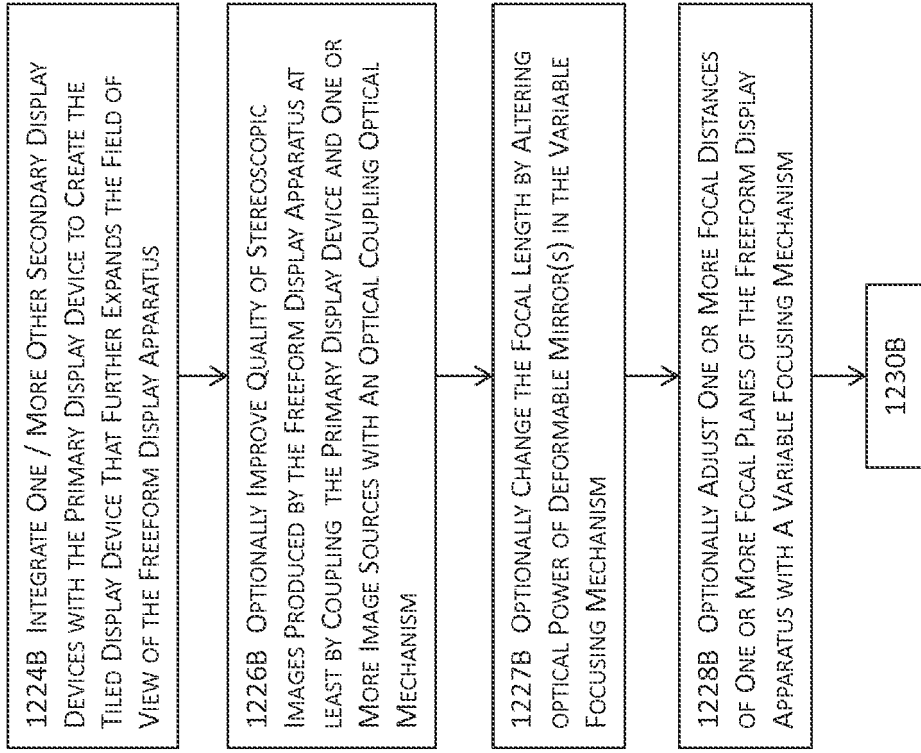 1224B INTEGRATE ONE / MORE OTHER SECONDARY DISPLAY
DEVICES WITH THE PRIMARY DISPLAY DEVICE TO CREATE THE
TILED DISPLAY DEVICE THAT FURTHER EXPANDS THE FIELD OF
VIEW OF THE FREEFORM DISPLAY APPARATUS
1226B OPTIONALLY IMPROVE QUALITY OF STEREOSCOPIC
IMAGES PRODUCED BY THE FREEFORM DISPLAY APPARATUS AT
LEAST BY COUPLING THE PRIMARY DISPLAY DEVICE AND ONE OR
MORE IMAGE SOURCES WITH AN OPTICAL COUPLING OPTICAL
MECHANISM
1227B OPTIONALLY CHANGE THE FOCAL LENGTH BY ALTERING
OPTICAL POWER OF DEFORMABLE MIRROR(S) IN THE VARIABLE
FOCUSING MECHANISM
1228B OPTIONALLY ADJUST ONE OR MORE FOCAL DISTANCES
OF ONE OR MORE FOCAL PLANES OF THE FREEFORM DISPLAY
APPARATUS WITH A VARIABLE FOCUSING MECHANISM
1230B